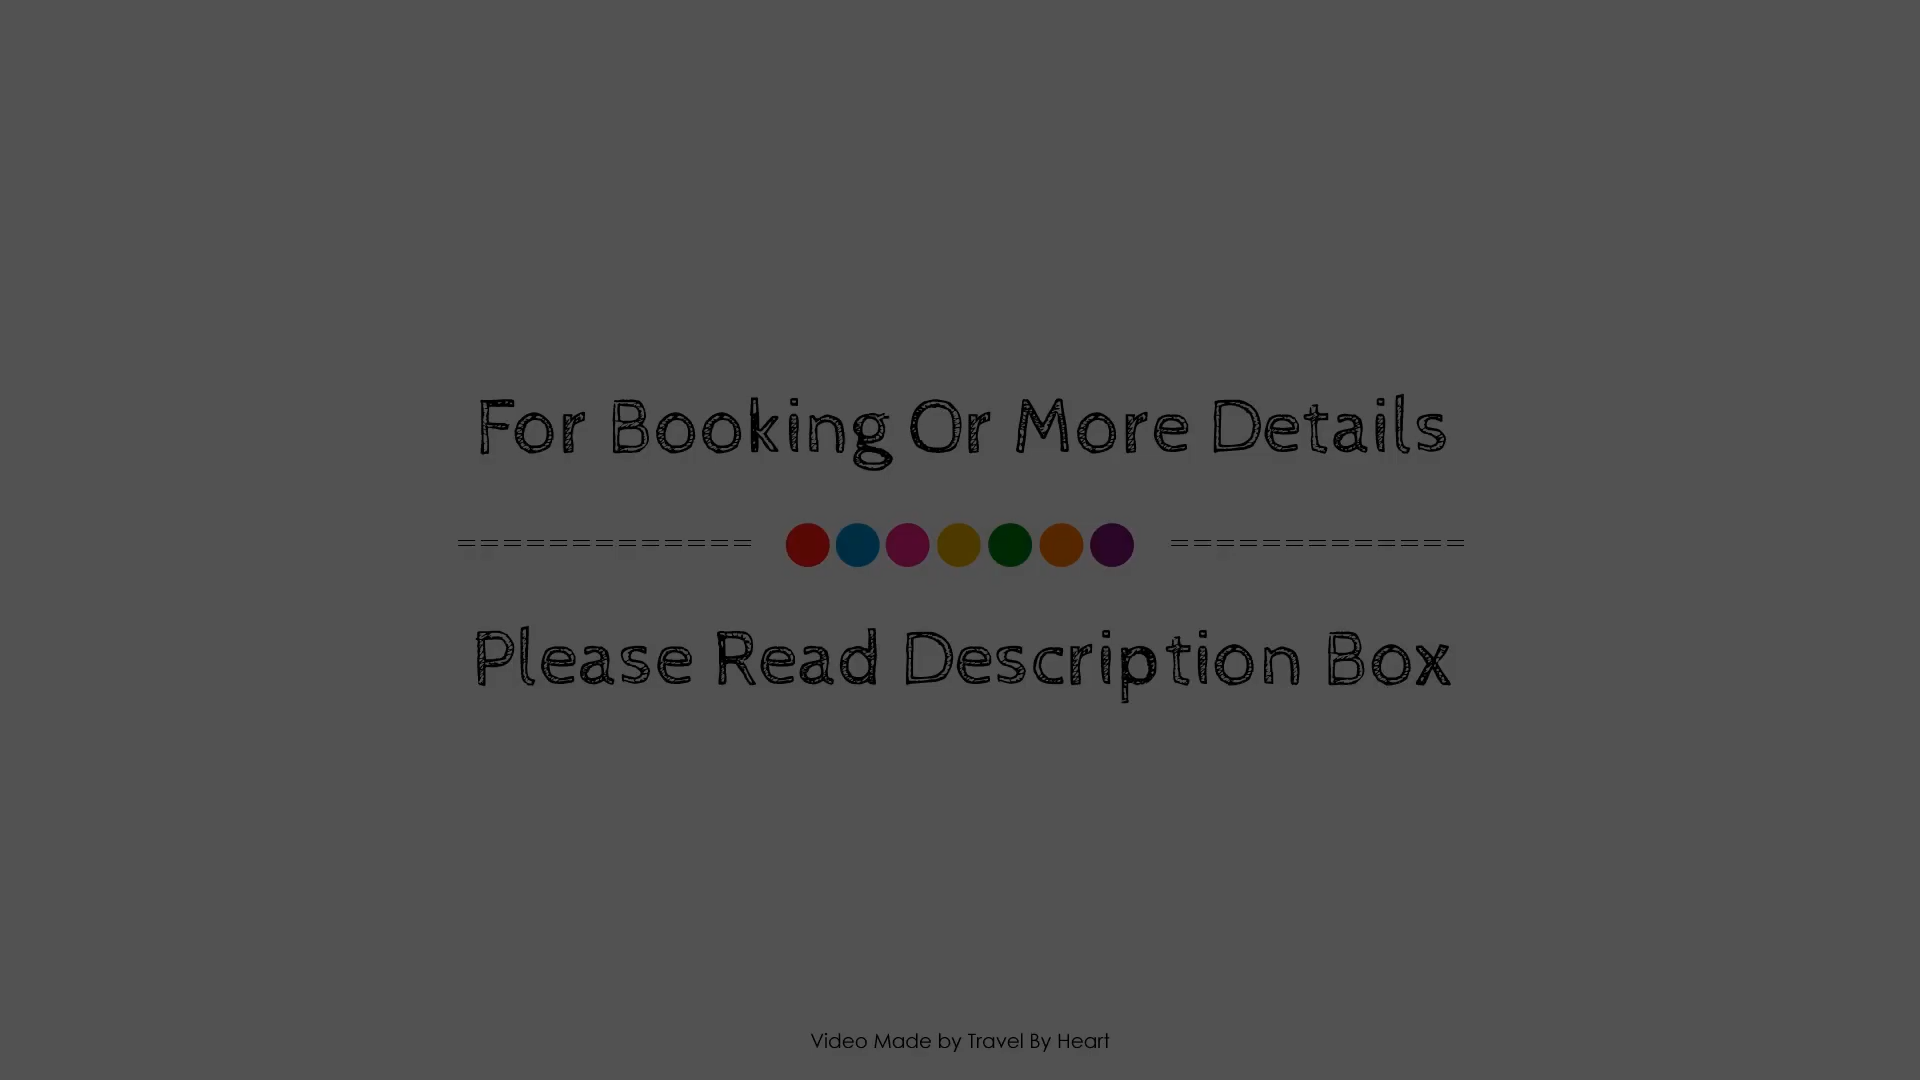 For Booking Or More Details
============= =============
Please Read Description Box
Video Made by Travel By Heart